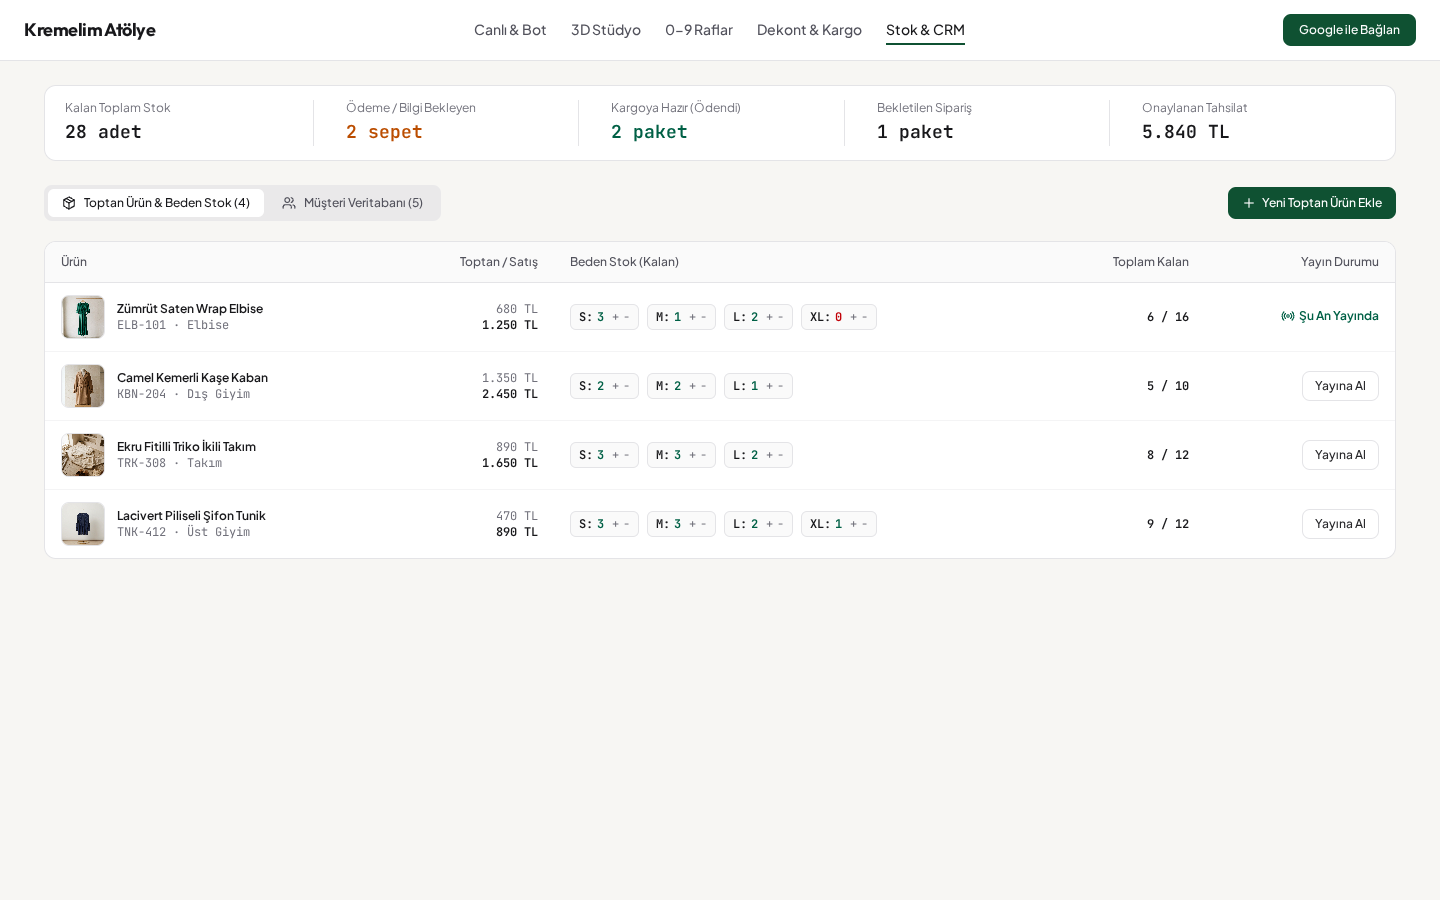 Kremelim Atölye
Canlı & Bot
3D Stüdyo
0–9 Raflar
Dekont & Kargo
Stok & CRM
Google ile Bağlan
Kalan Toplam Stok
28 adet
Ödeme / Bilgi Bekleyen
2 sepet
Kargoya Hazır (Ödendi)
2 paket
Bekletilen Sipariş
1 paket
Onaylanan Tahsilat
5.840 TL
Toptan Ürün & Beden Stok (4)
Müşteri Veritabanı (5)
+ Yeni Toptan Ürün Ekle
Ürün
Toptan / Satış
Beden Stok (Kalan)
Toplam Kalan
Yayın Durumu
Zümrüt Saten Wrap Elbise
ELB-101 · Elbise
680 TL
1.250 TL
S: 3 + -
M: 1 + -
L: 2 + -
XL: 0 + -
6 / 16
Şu An Yayında
Camel Kemerli Kaşe Kaban
KBN-204 · Dış Giyim
1.350 TL
2.450 TL
S: 2 + -
M: 2 + -
L: 1 + -
5 / 10
Yayına Al
Ekru Fitilli Triko İkili Takım
TRK-308 · Takım
890 TL
1.650 TL
S: 3 + -
M: 3 + -
L: 2 + -
8 / 12
Yayına Al
Lacivert Piliseli Şifon Tunik
TNK-412 · Üst Giyim
470 TL
890 TL
S: 3 + -
M: 3 + -
L: 2 + -
XL: 1 + -
9 / 12
Yayına Al